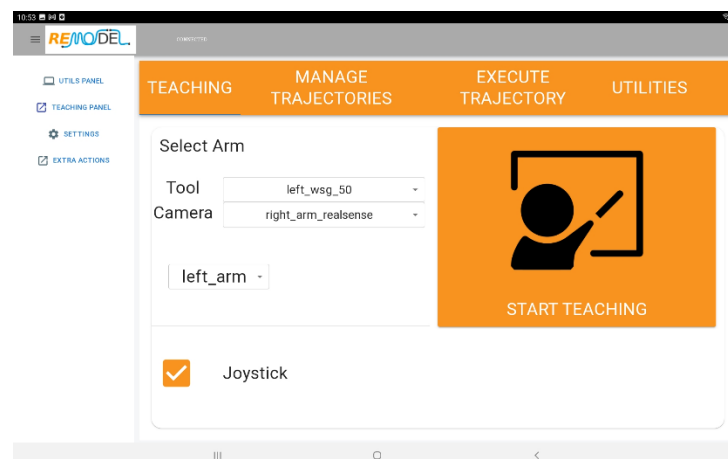 10:53
REMODEL
UTILS PANEL
TEACHING PANEL
SETTINGS
EXTRA ACTIONS
TEACHING
MANAGE
TRAJECTORIES
EXECUTE
TRAJECTORY
UTILITIES
Select Arm
Tool
left_wsg_50
Camera
right_arm_realsense
left_arm
START TEACHING
Joystick